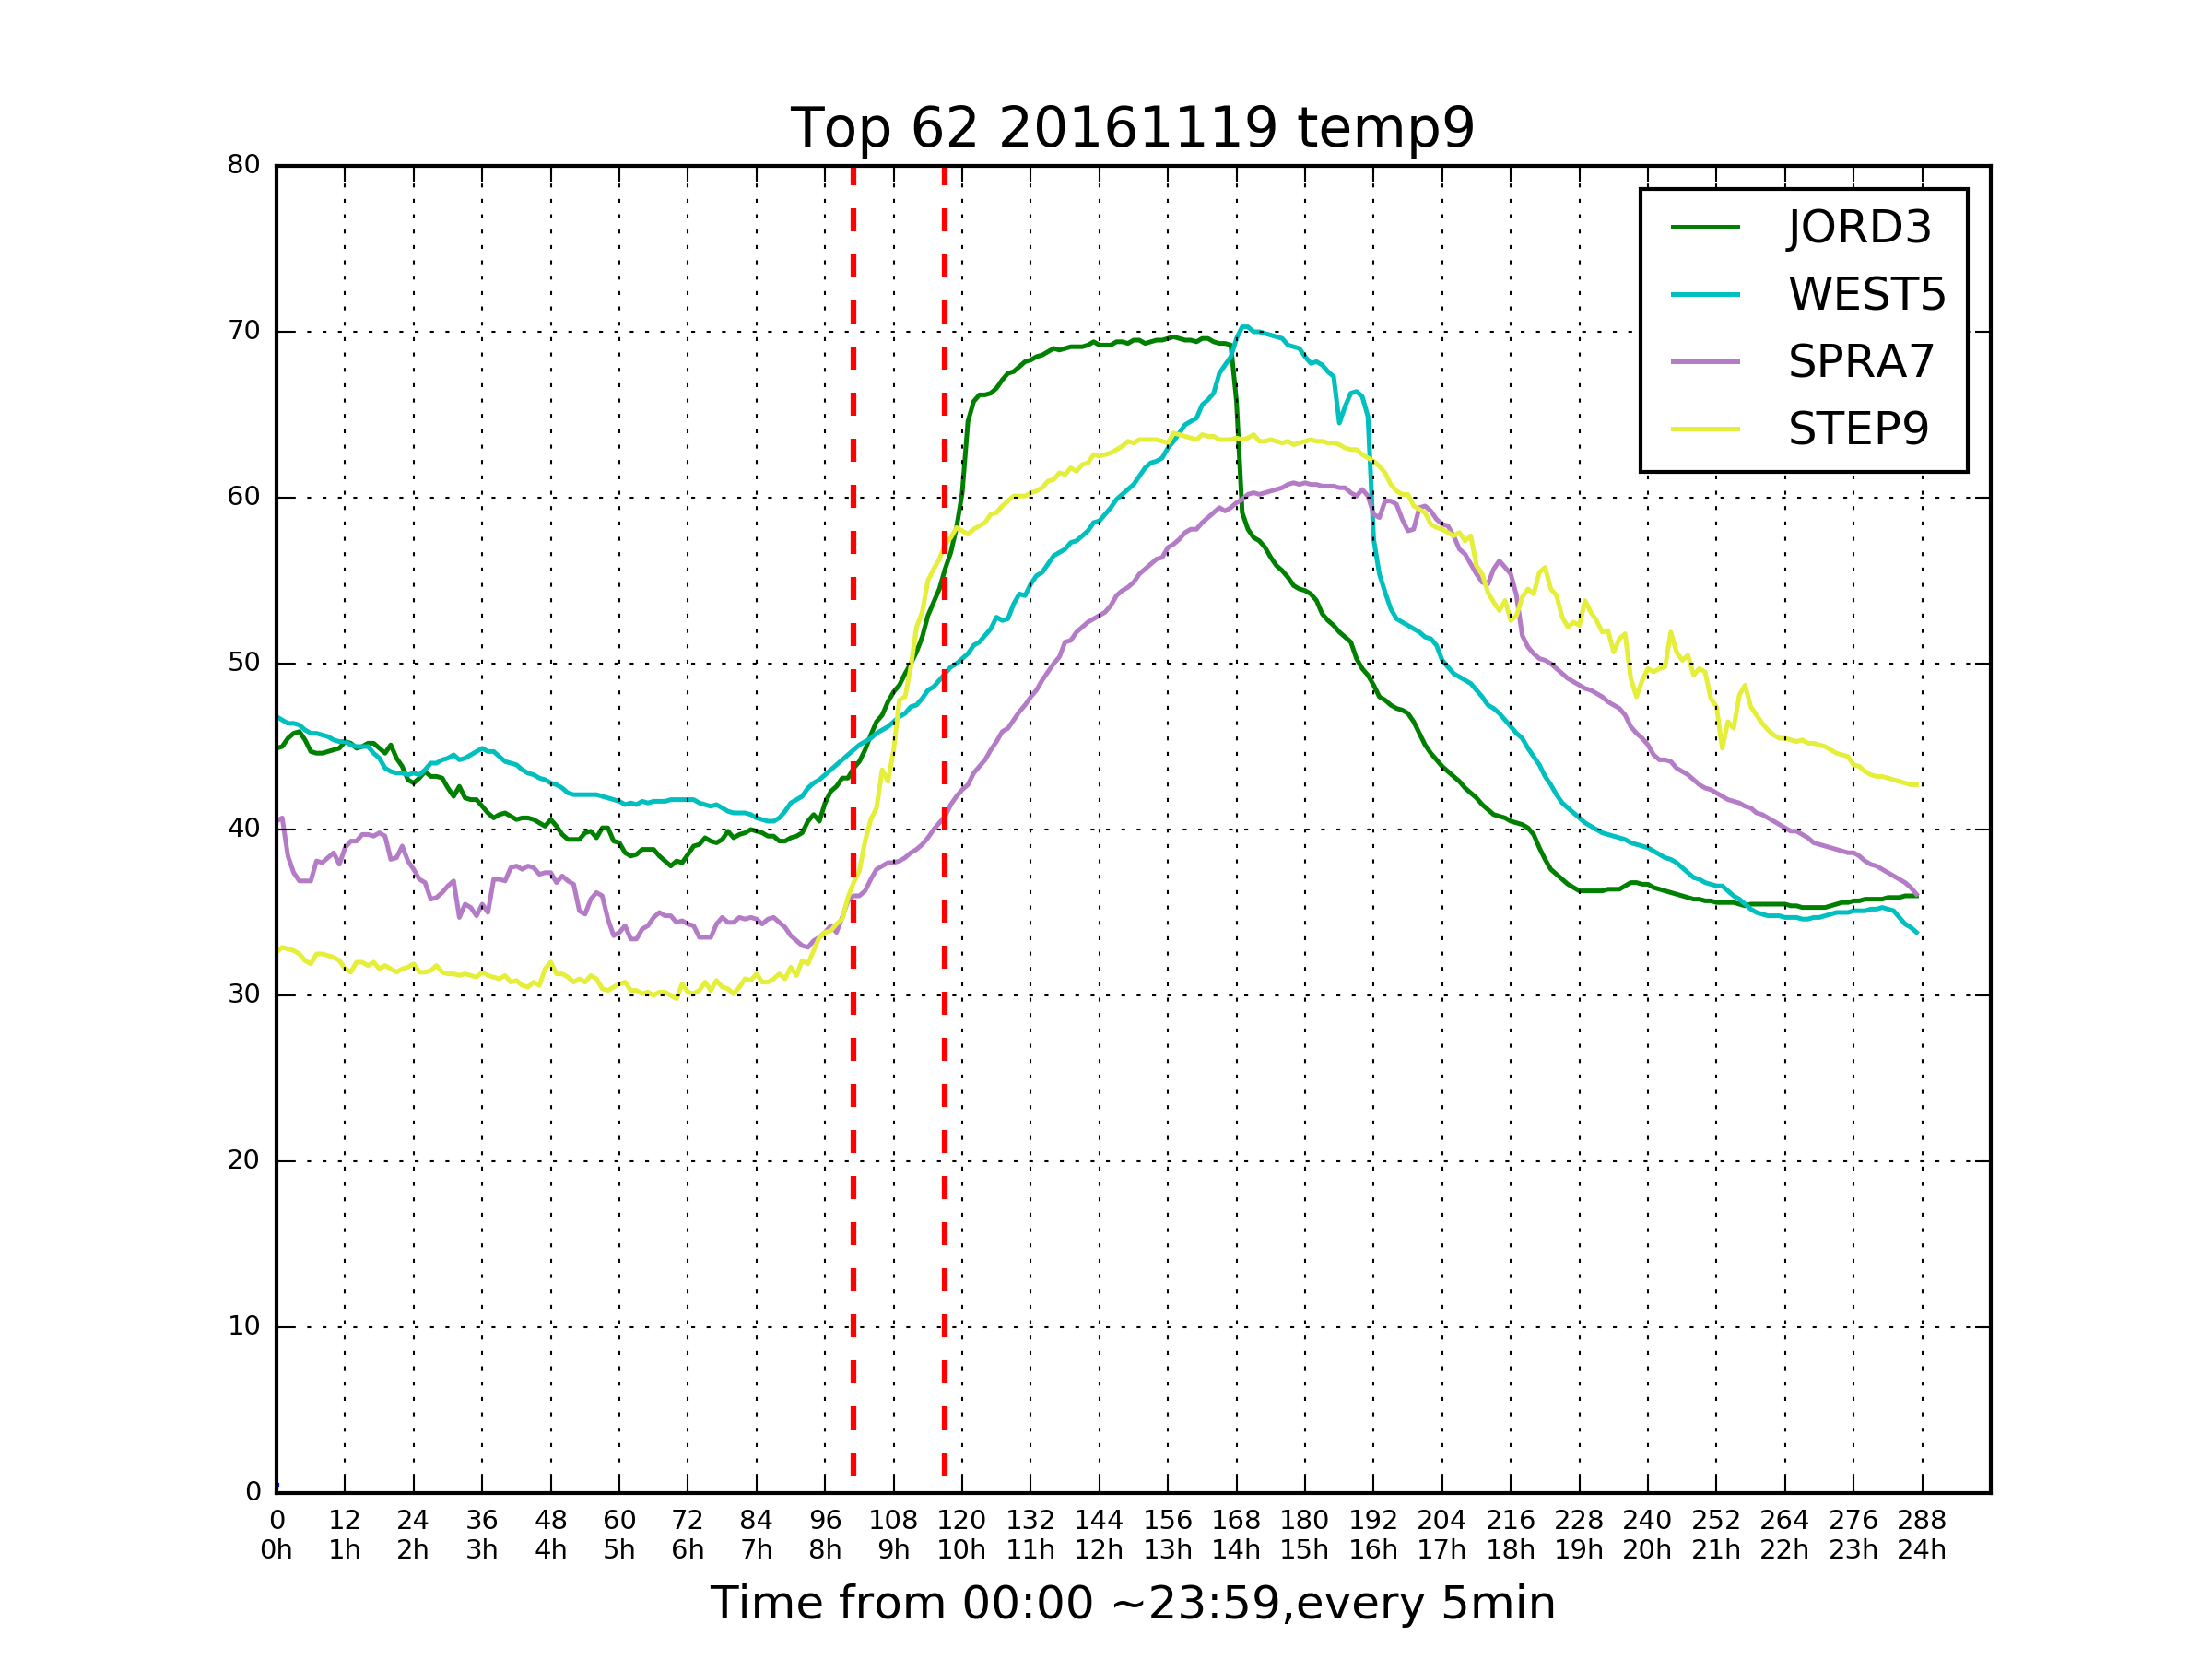 Top 62 20161119 temp9
80
70
60
50
40
30
20
10
0
JORD3
WEST5
SPRA7
STEP9
0 12 24 36 48 60 72 84 96 108 120 132 144 156 168 180 192 204 216 228 240 252 264 276 288
0h 1h 2h 3h 4h 5h 6h 7h 8h 9h 10h 11h 12h 13h 14h 15h 16h 17h 18h 19h 20h 21h 22h 23h 24h
Time from 00:00 ~23:59,every 5min